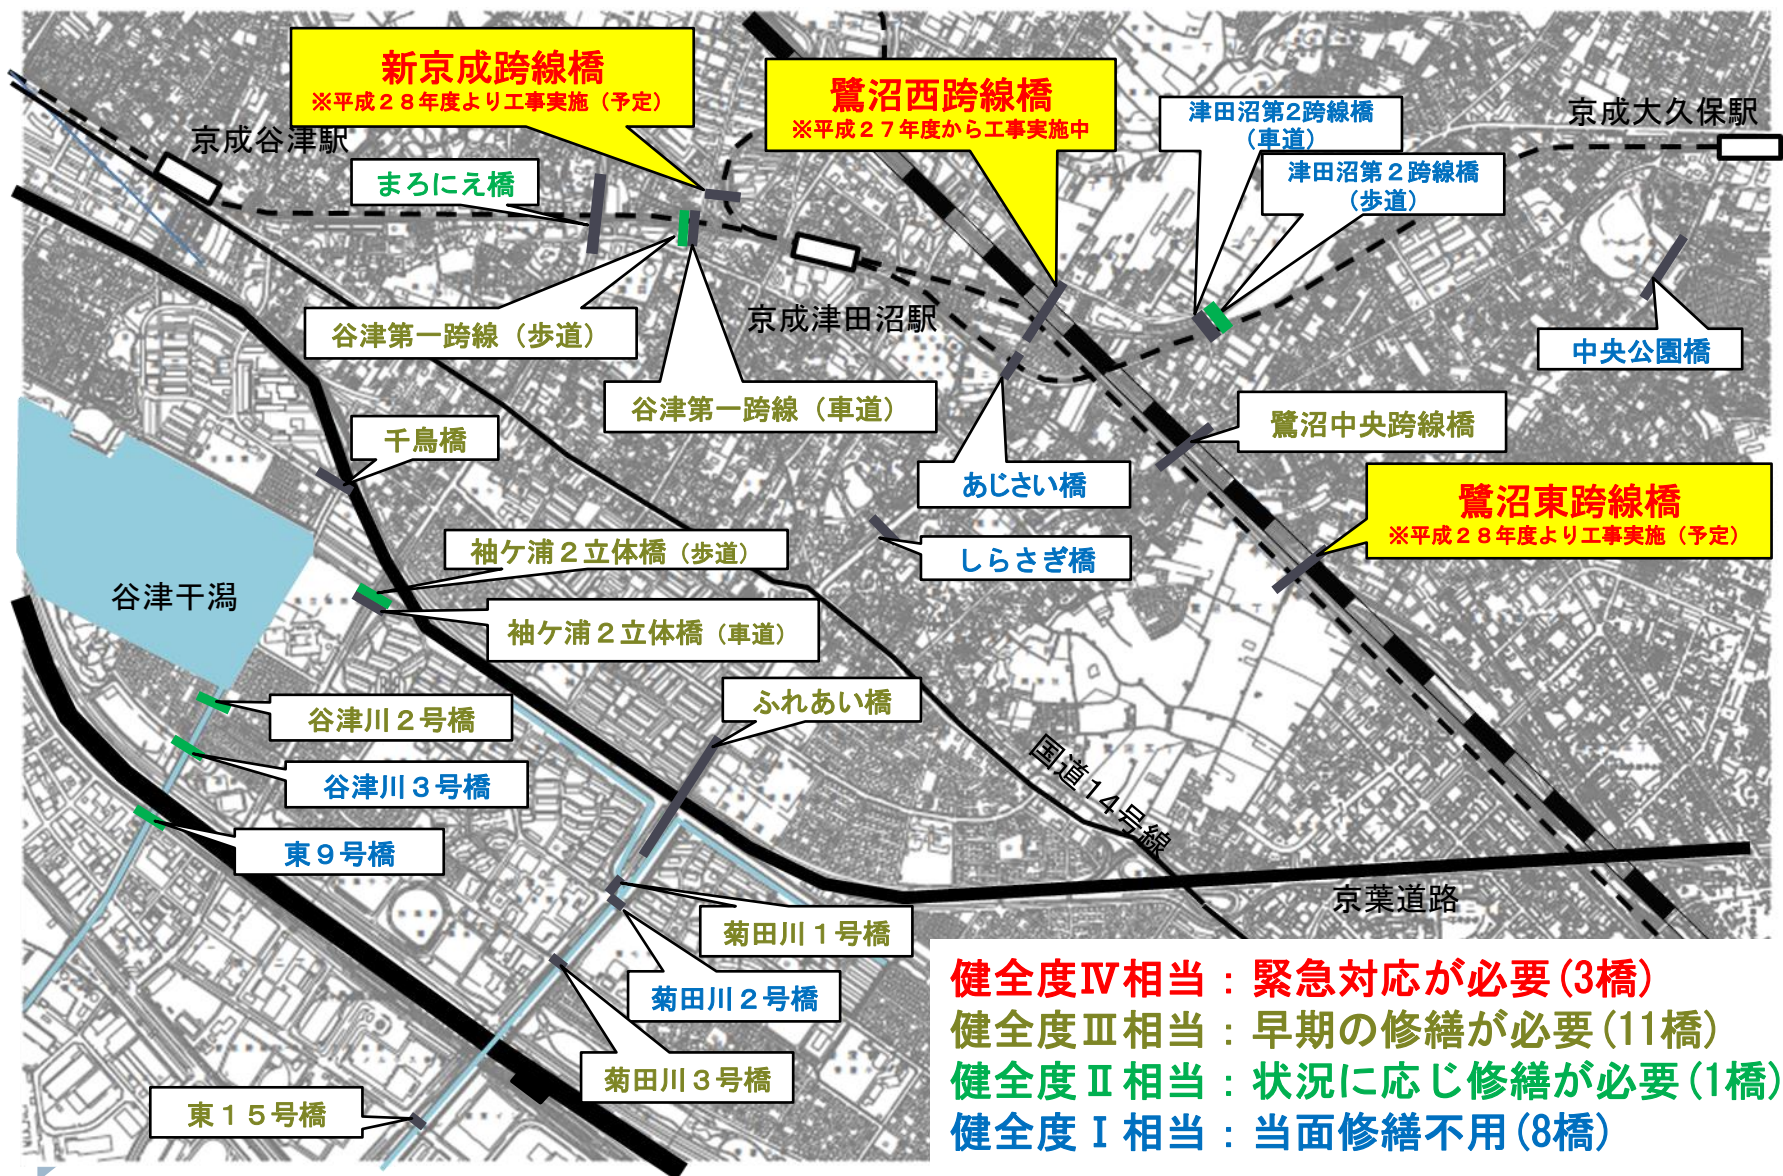 新京成跨線橋
※平成２８年度より工事実施（予定）
鷺沼西跨線橋
※平成２７年度から工事実施中
津田沼第2跨線橋
（車道）
京成大久保駅
京成谷津駅
まろにえ橋
津田沼第２跨線橋
（歩道）
谷津第一跨線（歩道）
京成津田沼駅
中央公園橋
谷津第一跨線（車道）
鷺沼中央跨線橋
千鳥橋
あじさい橋
鷺沼東跨線橋
※平成２８年度より工事実施（予定）
袖ケ浦２立体橋（歩道）
しらさぎ橋
谷津干潟
袖ケ浦２立体橋（車道）
ふれあい橋
谷津川２号橋
谷津川３号橋
国道14号線
東９号橋
京葉道路
菊田川１号橋
菊田川２号橋
菊田川３号橋
東１５号橋
健全度Ⅳ相当：緊急対応が必要(3橋)
健全度Ⅲ相当：早期の修繕が必要(11橋)
健全度Ⅱ相当：状況に応じ修繕が必要(1橋)
健全度Ⅰ相当：当面修繕不用(8橋)